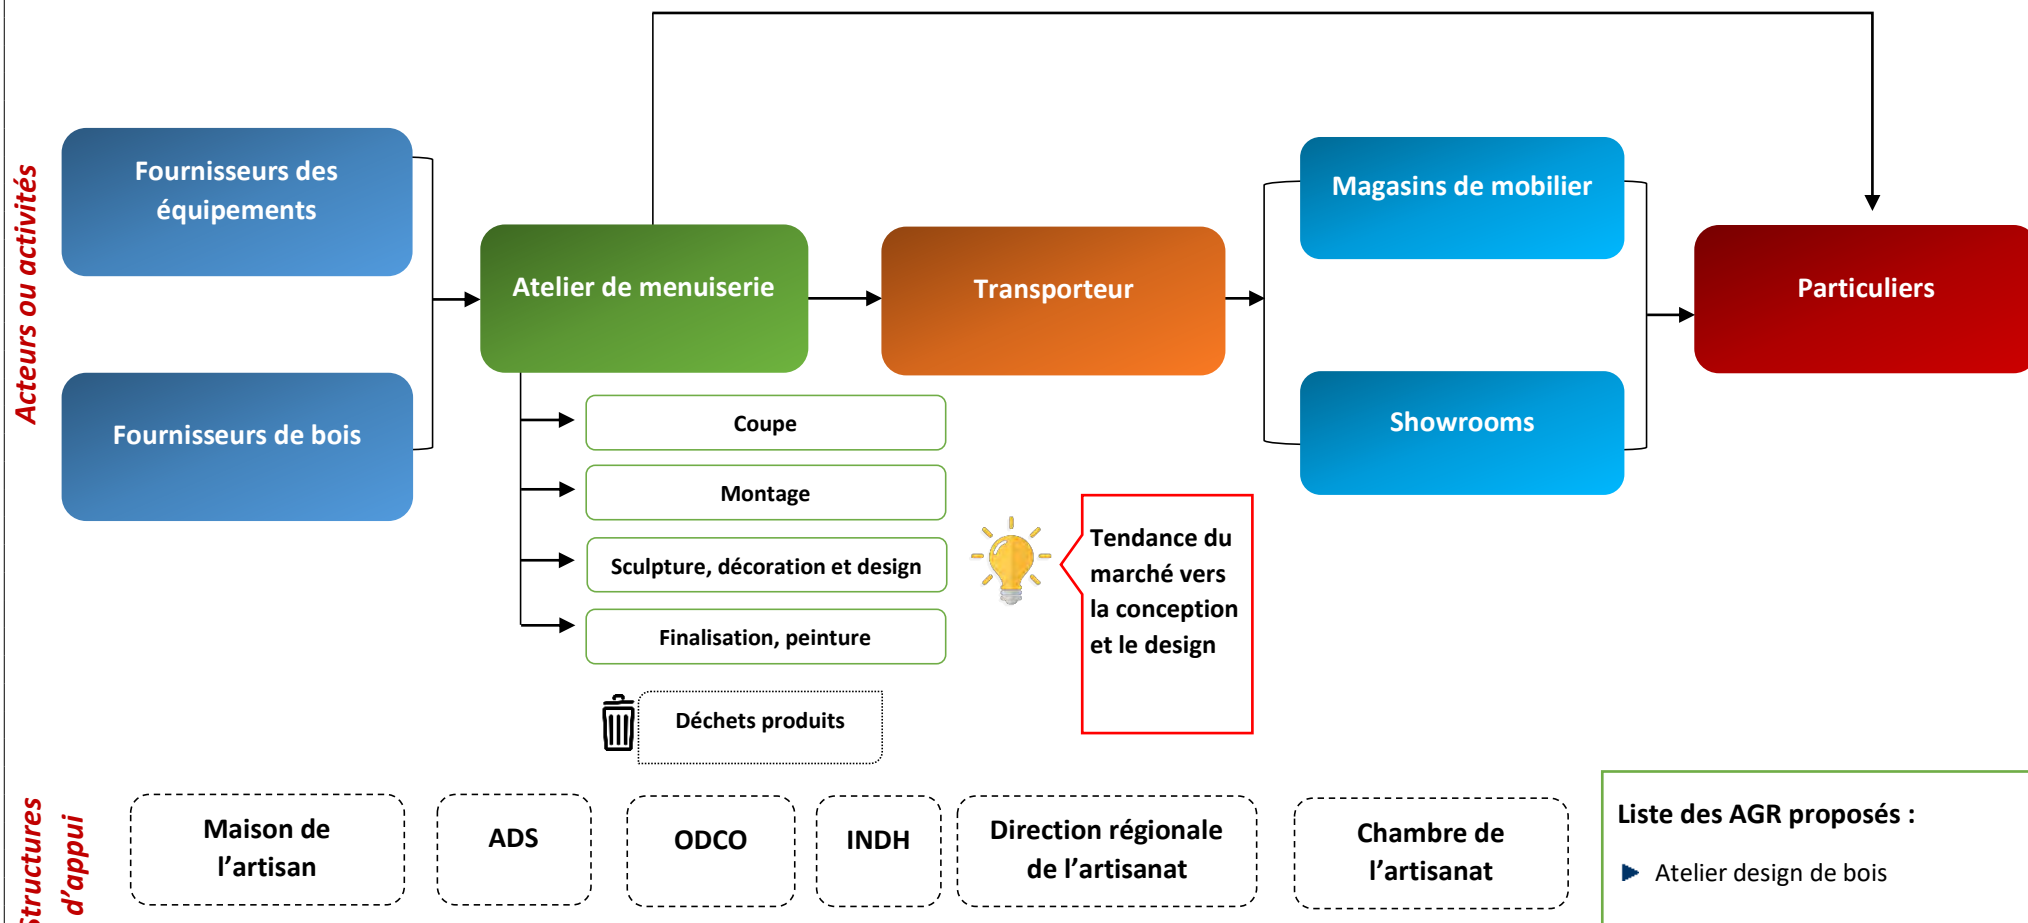 Acteurs ou activités
Fournisseurs des
équipements
Fournisseurs de bois
Atelier de menuiserie
Transporteur
Magasins de mobilier
Showrooms
Particuliers
Coupe
Montage
Sculpture, décoration et design
Finalisation, peinture
Déchets produits
Tendance du
marché vers
la conception
et le design
Structures
d’appui
Maison de
l’artisan
ADS
ODCO
INDH
Direction régionale
de l’artisanat
Chambre de
l’artisanat
Liste des AGR proposés :
Atelier design de bois